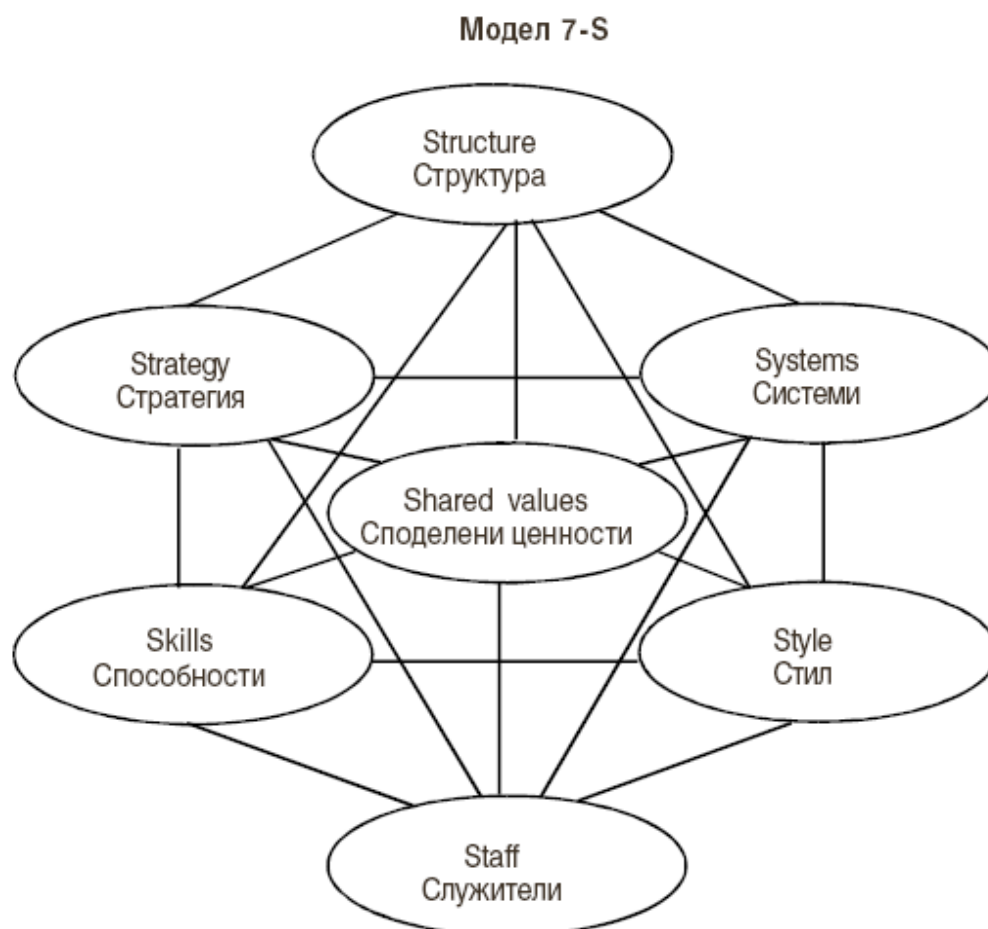 Модел 7-S
Structure
Структура
Strategy
Стратегия
Systems
Системи
Shared values
Споделени ценности
Skills
Способности
Style
Стил
Staff
Служители